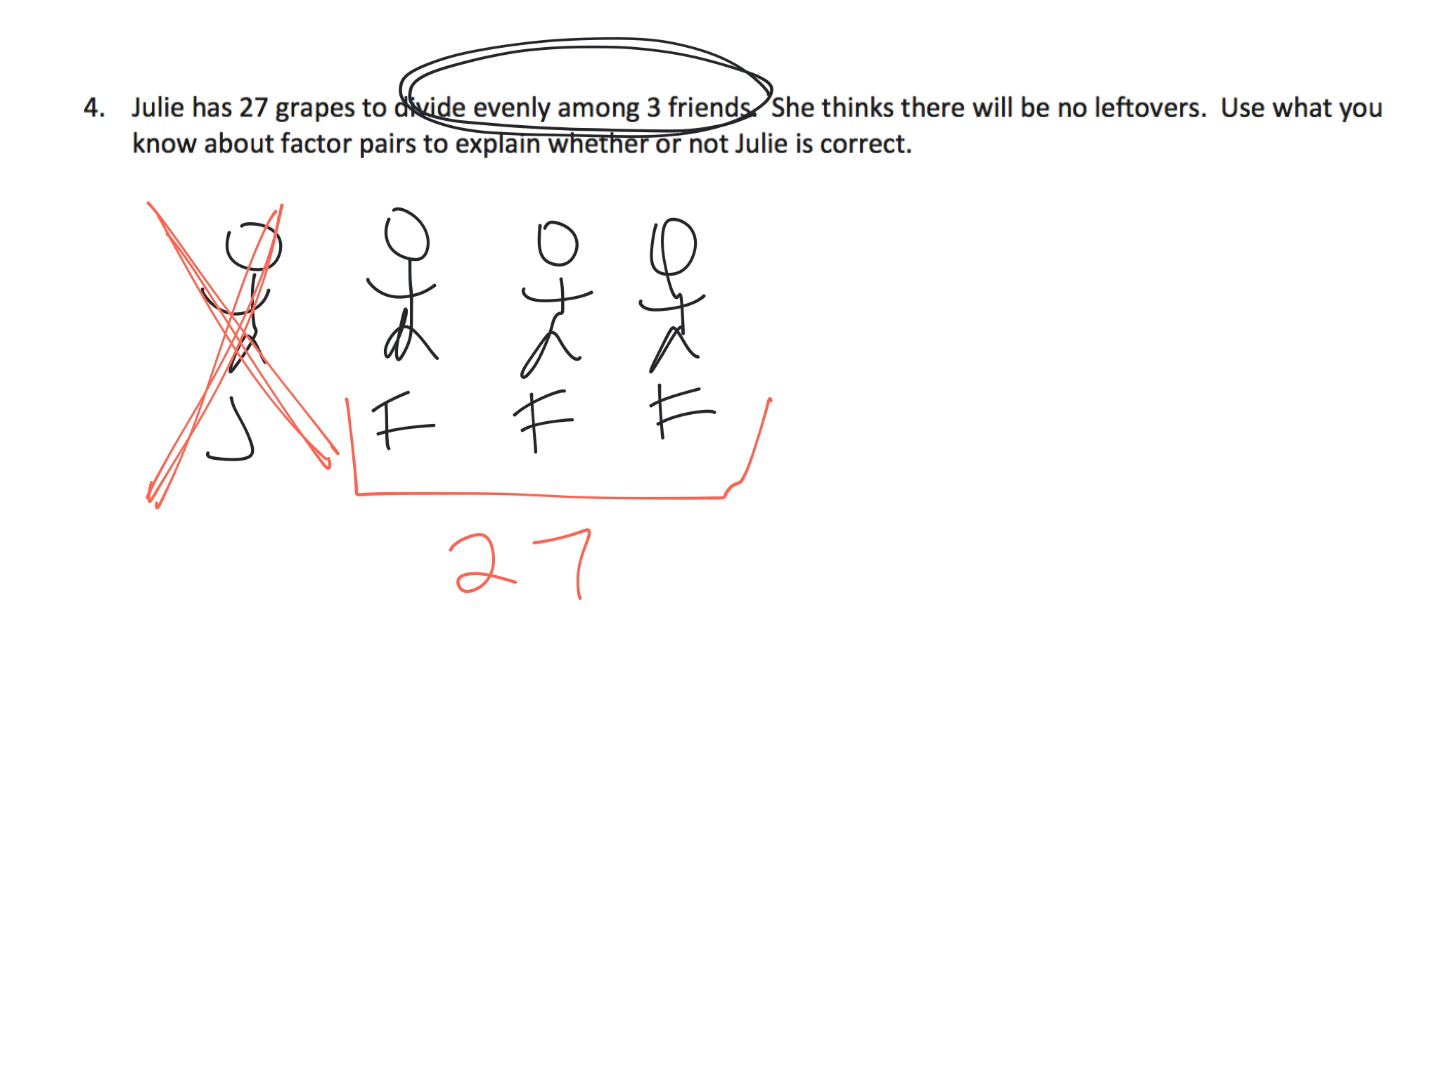 4. Julie has 27 grapes to divide evenly among 3 friends. She thinks there will be no leftovers. Use what you
know about factor pairs to explain whether or not Julie is correct.
J F F F
27